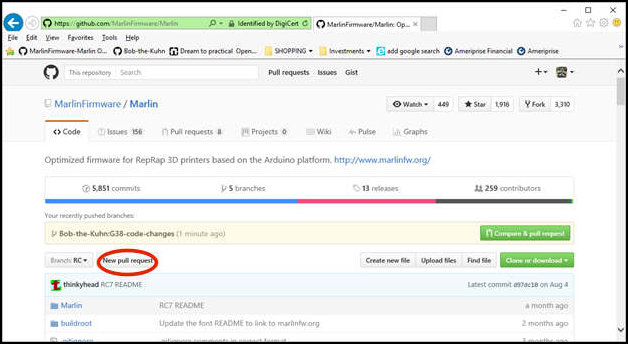 https://github.com/MarlinFirmware/Marlin
Identified by DigiCert
MarlinFirmware/Marlin: Op...
File Edit View Favorites Tools Help
MarlinFirmware-Marlin O...
Bob-the-Kuhn
Dream to practical Open...
SHOPPING
Investments
add google search
Ameriprise Financial
Ameriprise
This repository
Search
Pull requests Issues Gist
MarlinFirmware / Marlin
Watch 449
Star 1,916
Fork 3,310
Code
Issues 156
Pull requests 8
Projects 0
Wiki
Pulse
Graphs
Optimized firmware for RepRap 3D printers based on the Arduino platform. http://www.marlinfw.org/
5,851 commits
5 branches
13 releases
259 contributors
Your recently pushed branches:
Bob-the-Kuhn:G38-code-changes (1 minute ago)
Compare & pull request
Branch: RC
New pull request
Create new file
Upload files
Find file
Clone or download
thinkyhead RC7 README
Latest commit d97dc18 on Aug 4
Marlin
RC7 README
a month ago
buildroot
Update the font README to link to marlinfw.org
2 months ago